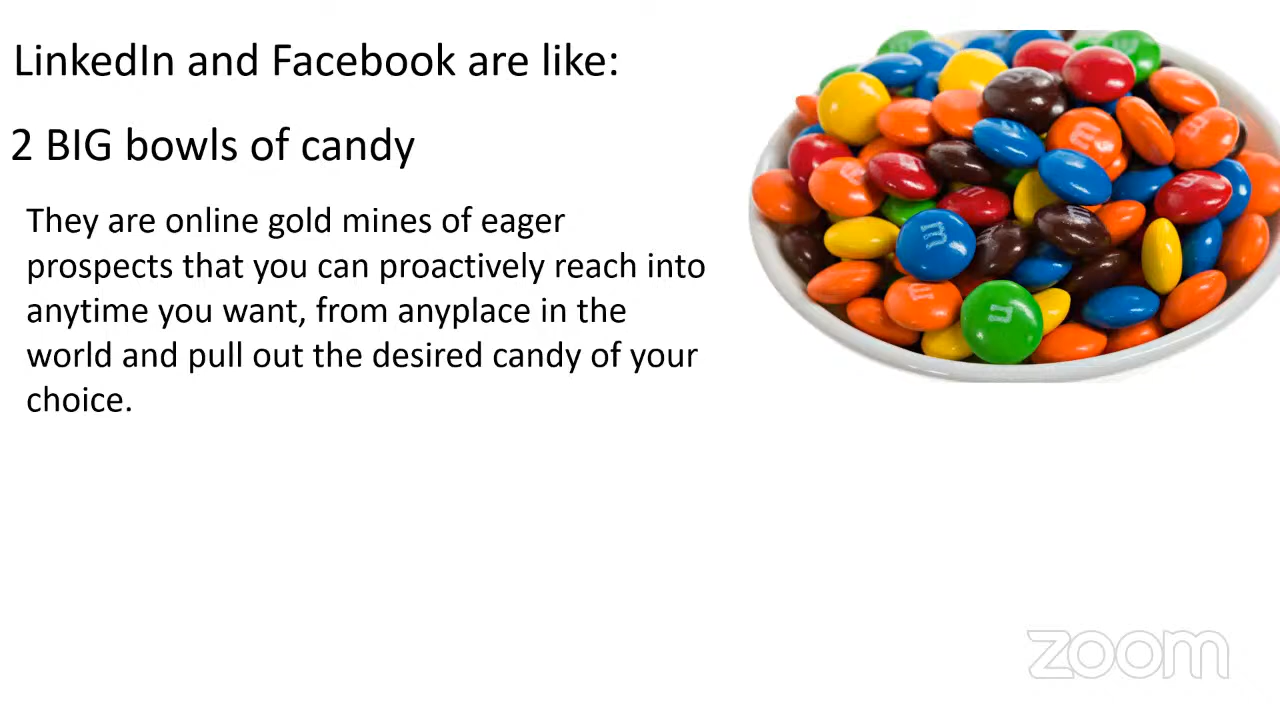 LinkedIn and Facebook are like:
2 BIG bowls of candy
They are online gold mines of eager
prospects that you can proactively reach into
anytime you want, from anyplace in the
world and pull out the desired candy of your
choice.
zoom